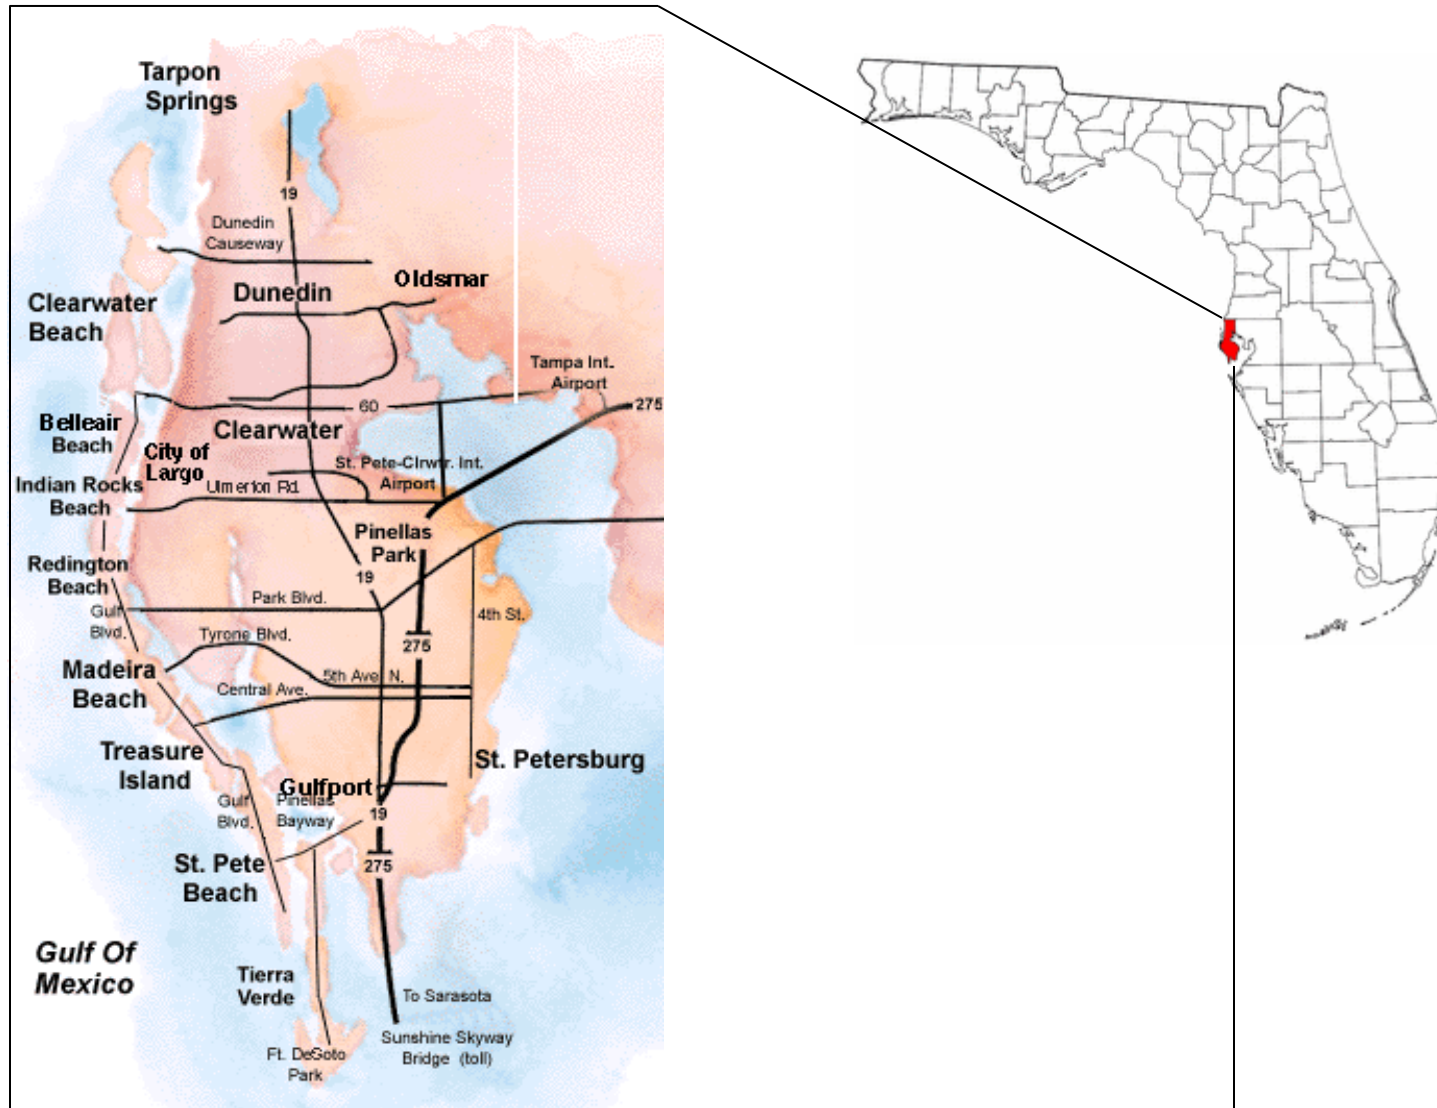 Tarpon
Springs
19
Dunedin
Causeway
Oldsmar
Dunedin
Clearwater
Beach
Tampa Int.
Airport
275
60
Belleair
Beach
Clearwater
City of
Largo
St. Pete-Clrwtr. Int.
Airport
Indian Rocks
Beach
Ulmerton Rd.
Pinellas
Park
Redington
Beach
19
Park Blvd.
Gulf
Blvd.
4th St.
Tyrone Blvd.
275
Madeira
Beach
5th Ave. N.
Central Ave.
Treasure
Island
St. Petersburg
Gulfport
Gulf
Blvd.
Pinellas
Bayway
19
St. Pete
Beach
275
Gulf Of
Mexico
Tierra
Verde
To Sarasota
Sunshine Skyway
Bridge (toll)
Ft. DeSoto
Park